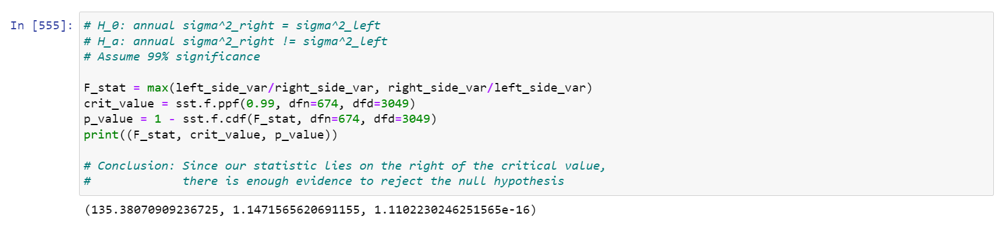 In [555]: # H_0: annual sigma^2_right = sigma^2_left
# H_a: annual sigma^2_right != sigma^2_left
# Assume 99% significance
F_stat = max(left_side_var/right_side_var, right_side_var/left_side_var)
crit_value = sst.f.ppf(0.99, dfn=674, dfd=3049)
p_value = 1 - sst.f.cdf(F_stat, dfn=674, dfd=3049)
print((F_stat, crit_value, p_value))
# Conclusion: Since our statistic lies on the right of the critical value,
# there is enough evidence to reject the null hypothesis
(135.38070909236725, 1.1471565620691155, 1.1102230246251565e-16)